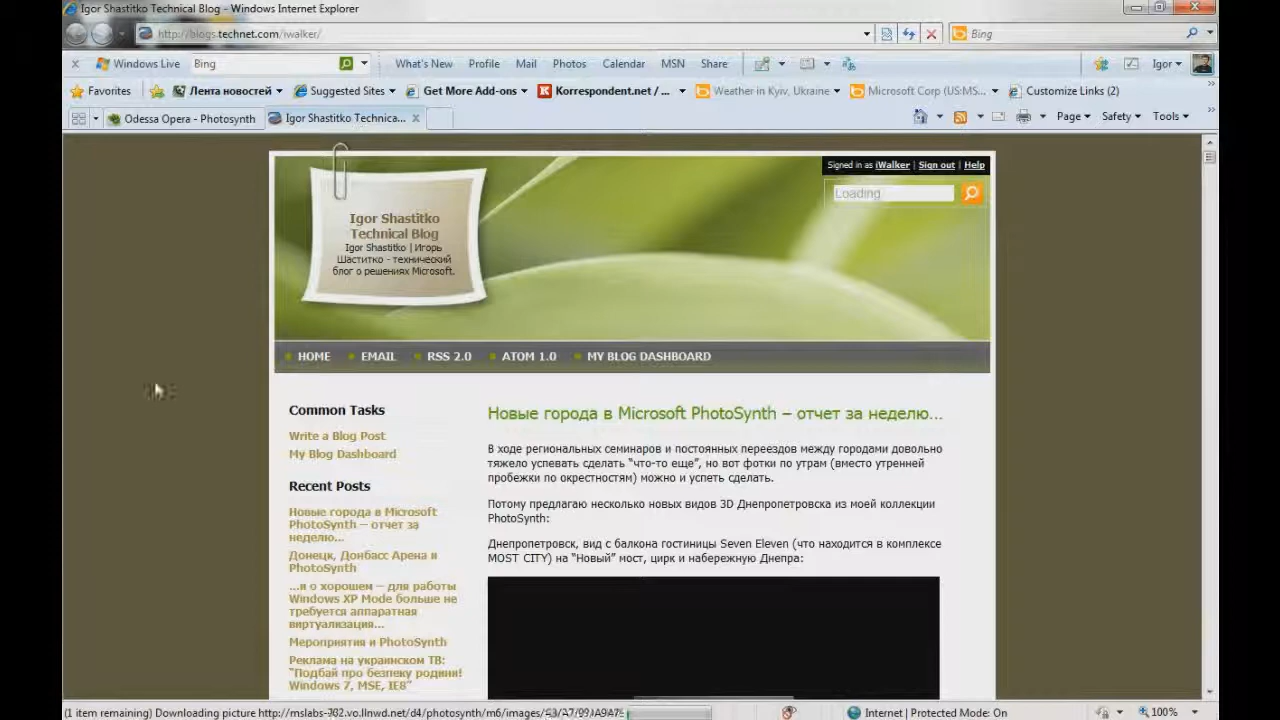 Igor Shastitko Technical Blog - Windows Internet Explorer
http://blogs.technet.com/iwalker/
Bing
Windows Live
Bing
What's New
Profile
Mail
Photos
Calendar
MSN
Share
Igor
Favorites
Лента новостей
Suggested Sites
Get More Add-ons
Korrespondent.net / ...
Weather in Kyiv, Ukraine
Microsoft Corp (US:MS...
Customize Links (2)
Odessa Opera - Photosynth
Igor Shastitko Technica...
Page
Safety
Tools
Signed in as iWalker | Sign out | Help
Loading
Igor Shastitko
Technical Blog
Igor Shastitko | Игорь
Шаститко - технический
блог о решениях Microsoft.
HOME
EMAIL
RSS 2.0
ATOM 1.0
MY BLOG DASHBOARD
Common Tasks
Write a Blog Post
My Blog Dashboard
Recent Posts
Новые города в Microsoft
PhotoSynth – отчет за
неделю...
Донецк, Донбасс Арена и
PhotoSynth
...и о хорошем – для работы
Windows XP Mode больше не
требуется аппаратная
виртуализация...
Мероприятия и PhotoSynth
Реклама на украинском ТВ:
"Подбай про безпеку родини!
Windows 7, MSE, IE8"
Новые города в Microsoft PhotoSynth – отчет за неделю...
В ходе региональных семинаров и постоянных переездов между городами довольно
тяжело успевать сделать "что-то еще", но вот фотки по утрам (вместо утренней
пробежки по окрестностям) можно и успеть сделать.
Потому предлагаю несколько новых видов 3D Днепропетровска из моей коллекции
PhotoSynth:
Днепропетровск, вид с балкона гостиницы Seven Eleven (что находится в комплексе
MOST CITY) на "Новый" мост, цирк и набережную Днепра:
(1 item remaining) Downloading picture
Internet | Protected Mode: On
100%